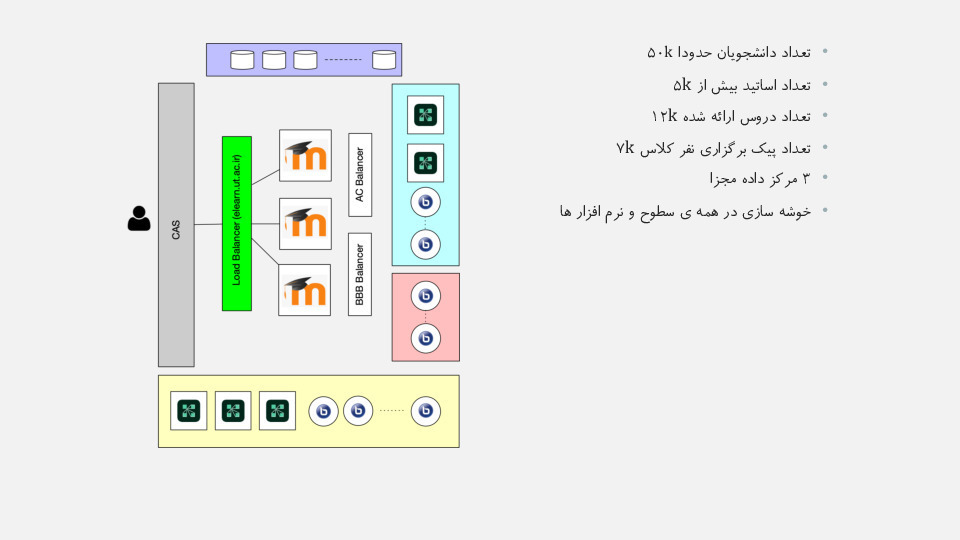 تعداد دانشجویان حدودا ۵۰k
تعداد اساتید بیش از ۵k
تعداد دروس ارائه شده ۱۲k
تعداد پیک برگزاری نفر کلاس ۷k
۳ مرکز داده مجزا
خوشه سازی در همه ی سطوح و نرم افزار ها
CAS
Load Balancer (elearn.ut.ac.ir)
m
m
m
AC Balancer
BBB Balancer
b
b
b
b
b
b
b